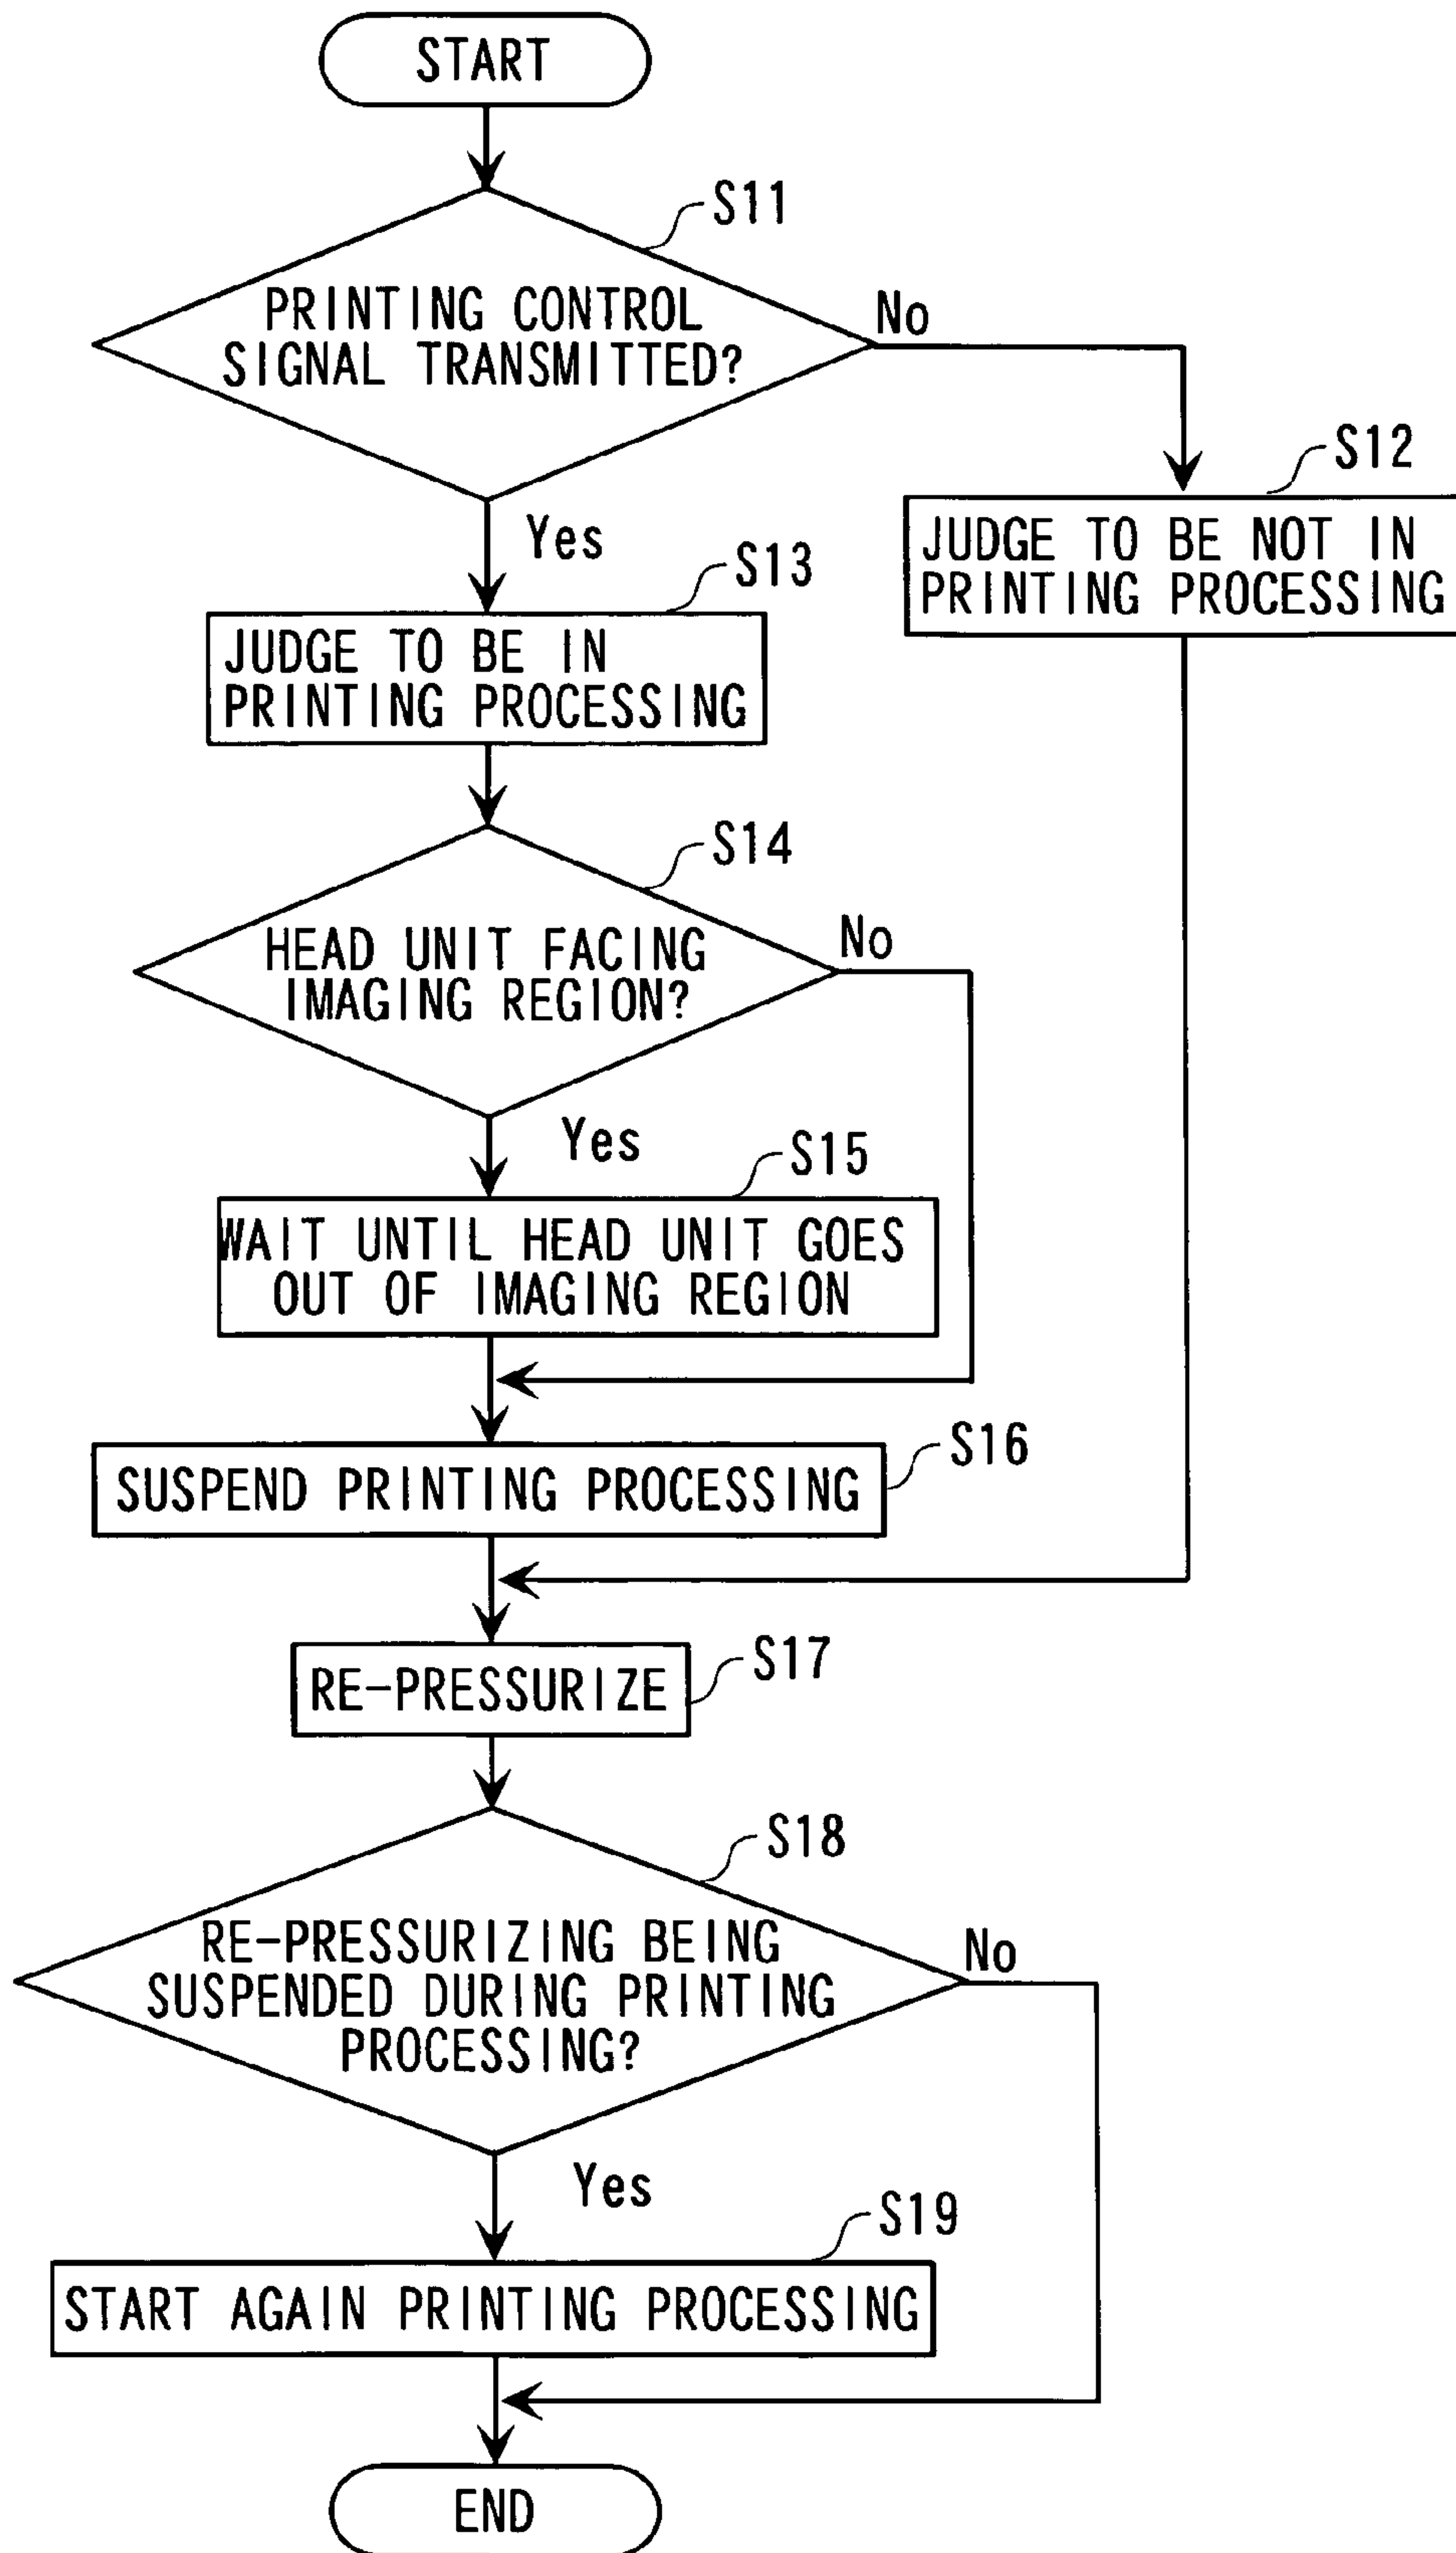 START
S11
PRINTING CONTROL
SIGNAL TRANSMITTED?
No
S12
JUDGE TO BE NOT IN
PRINTING PROCESSING
Yes
S13
JUDGE TO BE IN
PRINTING PROCESSING
S14
HEAD UNIT FACING
IMAGING REGION?
No
Yes
S15
WAIT UNTIL HEAD UNIT GOES
OUT OF IMAGING REGION
S16
SUSPEND PRINTING PROCESSING
S17
RE-PRESSURIZE
S18
RE-PRESSURIZING BEING
SUSPENDED DURING PRINTING
PROCESSING?
No
Yes
S19
START AGAIN PRINTING PROCESSING
END